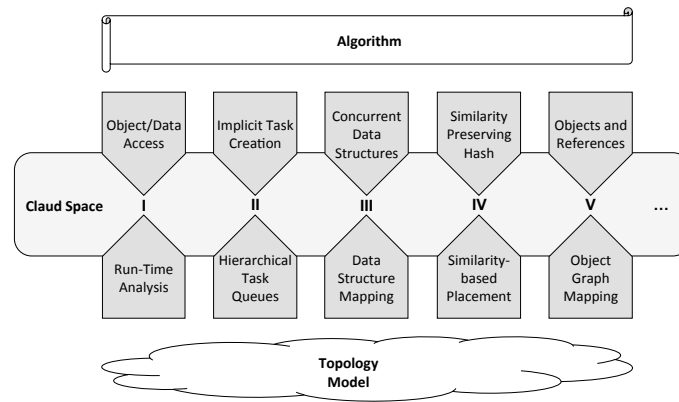 Algorithm
Object/Data
Access
Implicit Task
Creation
Concurrent
Data
Structures
Similarity
Preserving
Hash
Objects and
References
Claud Space
I
II
III
IV
V
...
Run-Time
Analysis
Hierarchical
Task
Queues
Data
Structure
Mapping
Similarity-
based
Placement
Object
Graph
Mapping
Topology
Model